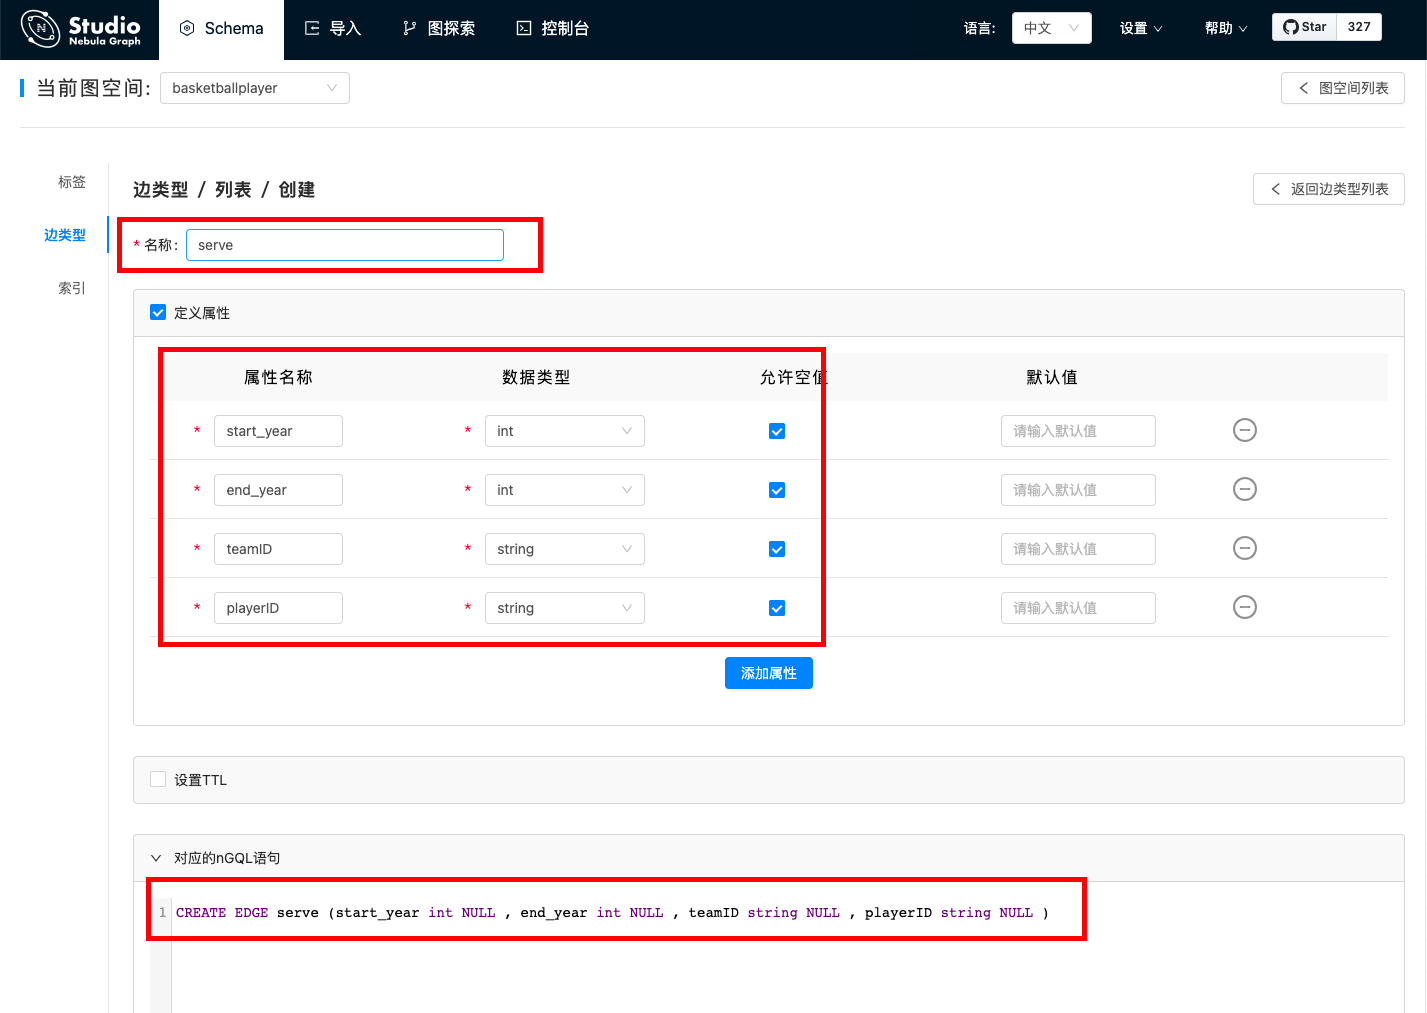 Studio
Nebula Graph
Schema
导入
图探索
控制台
语言:
中文
设置
帮助
Star
327
当前图空间:
basketballplayer
图空间列表
标签
边类型
索引
边类型 / 列表 / 创建
返回边类型列表
* 名称:
serve
定义属性
属性名称 数据类型 允许空值 默认值
* start_year * int 请输入默认值
* end_year * int 请输入默认值
* teamID * string 请输入默认值
* playerID * string 请输入默认值
添加属性
设置TTL
对应的nGQL语句
1 CREATE EDGE serve (start_year int NULL , end_year int NULL , teamID string NULL , playerID string NULL )